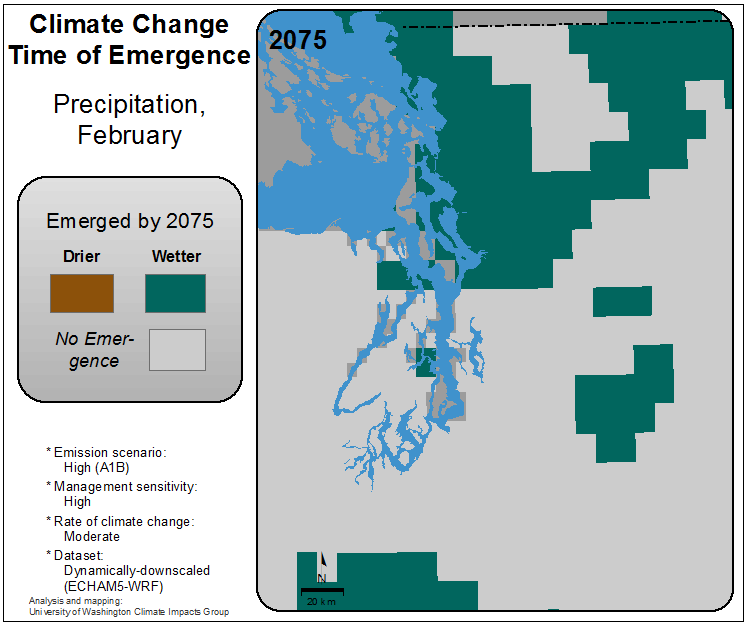 Climate Change
Time of Emergence
Precipitation,
February
Emerged by 2075
Drier
Wetter
No Emer-
gence
* Emission scenario:
High (A1B)
* Management sensitivity:
High
* Rate of climate change:
Moderate
* Dataset:
Dynamically-downscaled
(ECHAM5-WRF)
Analysis and mapping:
University of Washington Climate Impacts Group
2075
N
20 km